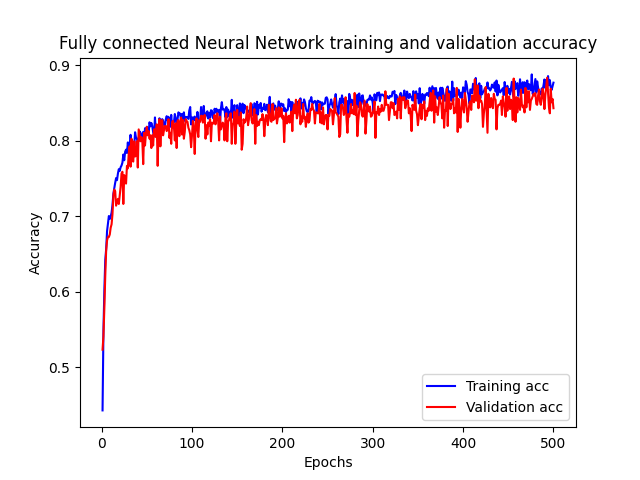 Fully connected Neural Network training and validation accuracy
0.9
0.8
0.7
0.6
0.5
Accuracy
0 100 200 300 400 500
Epochs
Training acc
Validation acc